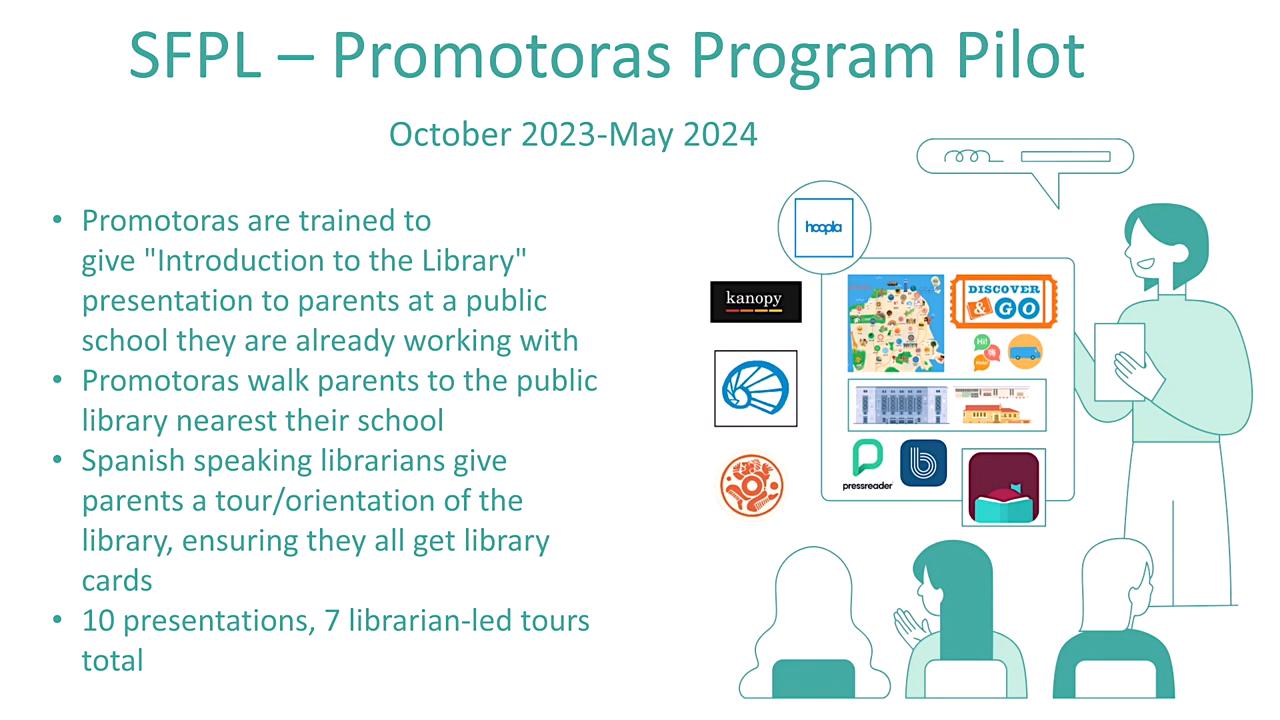 SFPL – Promotoras Program Pilot
October 2023-May 2024
• Promotoras are trained to
give "Introduction to the Library"
presentation to parents at a public
school they are already working with
• Promotoras walk parents to the public
library nearest their school
• Spanish speaking librarians give
parents a tour/orientation of the
library, ensuring they all get library
cards
• 10 presentations, 7 librarian-led tours
total
hoopla
kanopy
DISCOVER
& GO
Hi!
pressreader